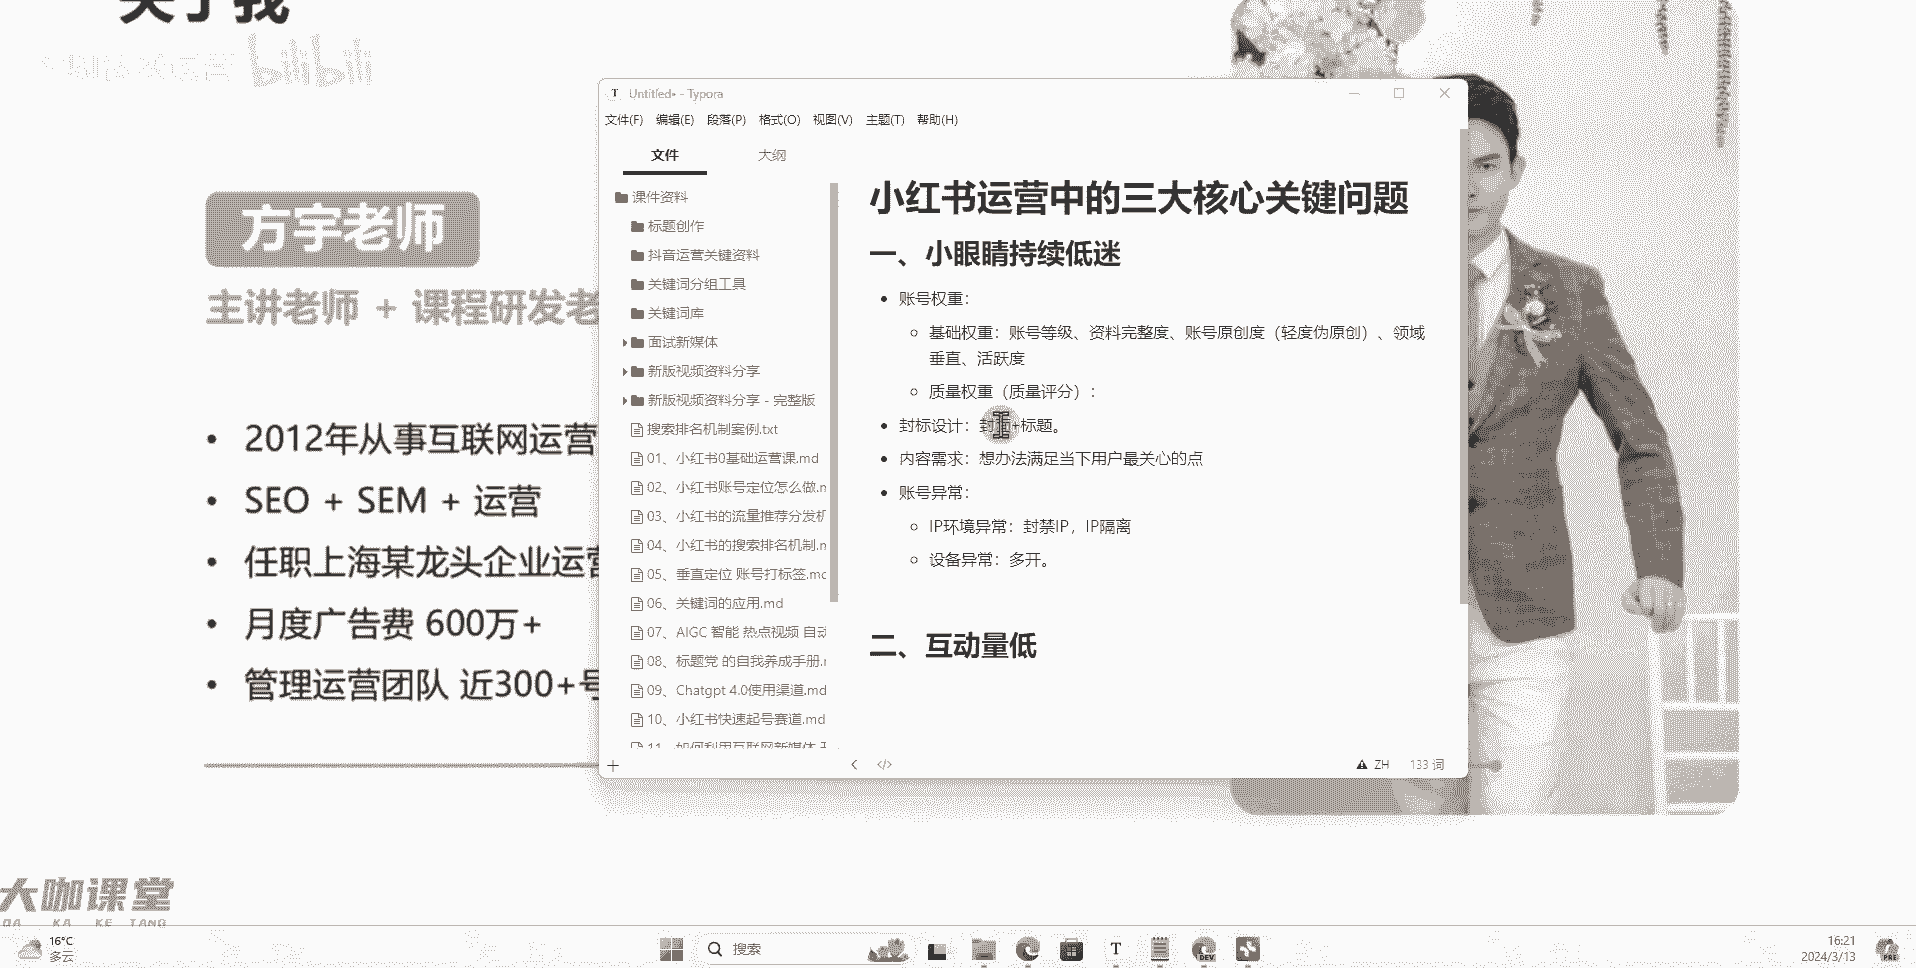 关于我
bilibili
方宇老师
主讲老师 + 课程研发老
• 2012年从事互联网运营
• SEO + SEM + 运营
• 任职上海某龙头企业运营
• 月度广告费 600万+
• 管理运营团队 近300+号
Untitled• - Typora
文件(F) 编辑(E) 段落(P) 格式(O) 视图(V) 主题(T) 帮助(H)
文件 大纲
课件资料
标题创作
抖音运营关键资料
关键词分组工具
关键词库
面试新媒体
新版视频资料分享
新版视频资料分享 - 完整版
搜索排名机制案例.txt
01、小红书0基础运营课.md
02、小红书账号定位怎么做.m
03、小红书的流量推荐分发机
04、小红书的搜索排名机制.m
05、垂直定位 账号打标签.md
06、关键词的应用.md
07、AIGC 智能 热点视频 自动
08、标题党 的自我养成手册.m
09、Chatgpt 4.0使用渠道.md
10、小红书快速起号赛道.md
11、如何利用互联网新媒体
小红书运营中的三大核心关键问题
一、小眼睛持续低迷
• 账号权重：
基础权重：账号等级、资料完整度、账号原创度（轻度伪原创）、领域
垂直、活跃度
质量权重（质量评分）：
• 封标设计：封面+标题。
• 内容需求：想办法满足当下用户最关心的点
• 账号异常：
IP环境异常：封禁IP，IP隔离
设备异常：多开。
二、互动量低
ZH 133 词
大咖课堂
DA KA KE TANG
16°C
多云
搜索
T
DEV
16:21
2024/3/13
PRE